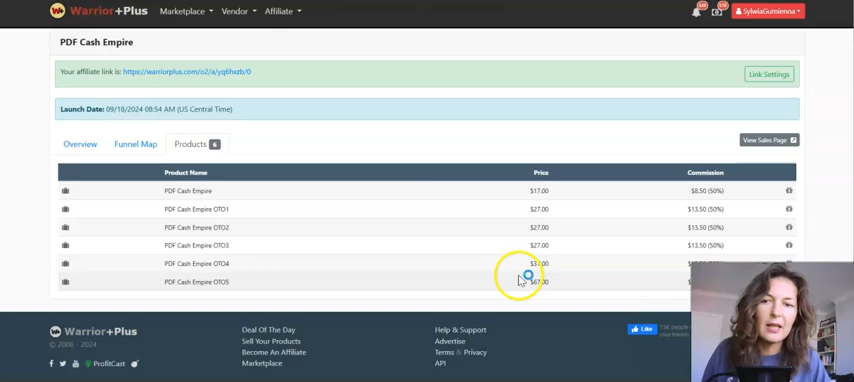 Warrior+Plus Marketplace Vendor Affiliate SylwiaGumienna
PDF Cash Empire
Your affiliate link is: https://warriorplus.com/o2/a/yq6hxzb/0 Link Settings
Launch Date: 09/18/2024 08:54 AM (US Central Time)
Overview Funnel Map Products 6 View Sales Page
Product Name Price Commission
PDF Cash Empire $17.00 $8.50 (50%)
PDF Cash Empire OTO1 $27.00 $13.50 (50%)
PDF Cash Empire OTO2 $27.00 $13.50 (50%)
PDF Cash Empire OTO3 $27.00 $13.50 (50%)
PDF Cash Empire OTO4 $37.00
PDF Cash Empire OTO5 $67.00
Warrior+Plus Deal Of The Day Help & Support Like
© 2006 - 2024 Sell Your Products Advertise
Become An Affiliate Terms & Privacy
ProfitCast Marketplace API